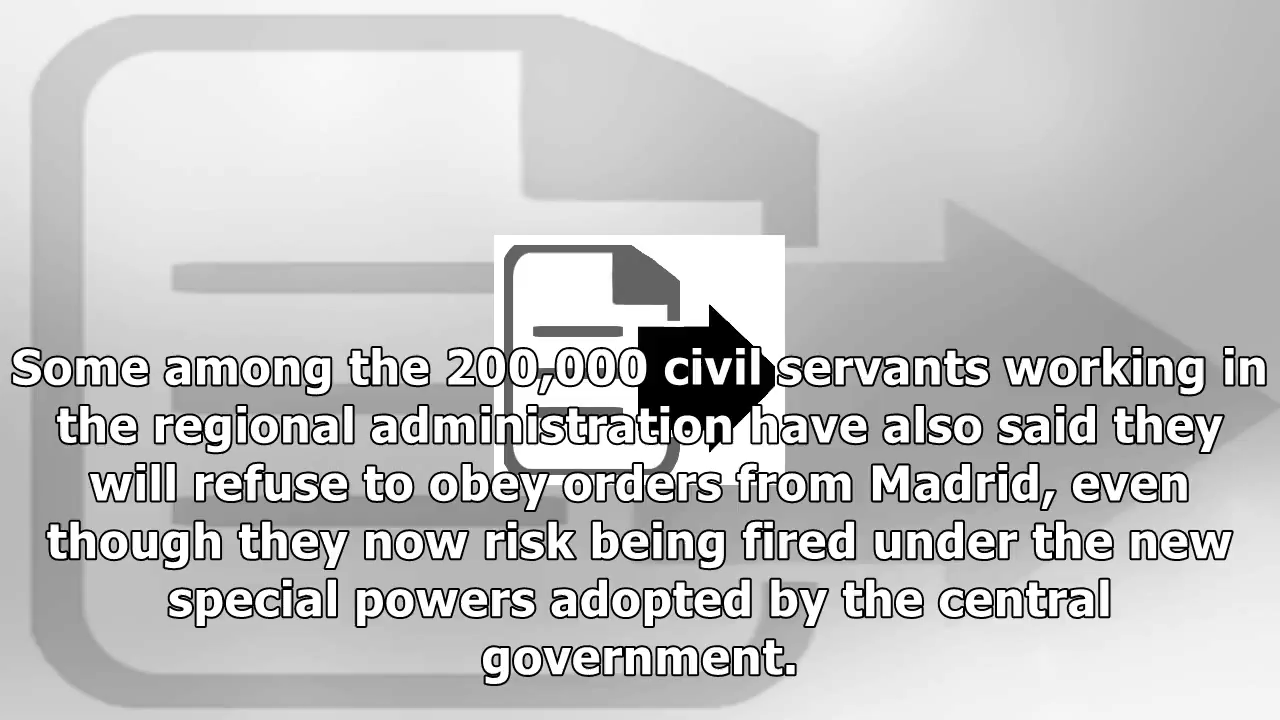 Some among the 200,000 civil servants working in
the regional administration have also said they
will refuse to obey orders from Madrid, even
though they now risk being fired under the new
special powers adopted by the central
government.